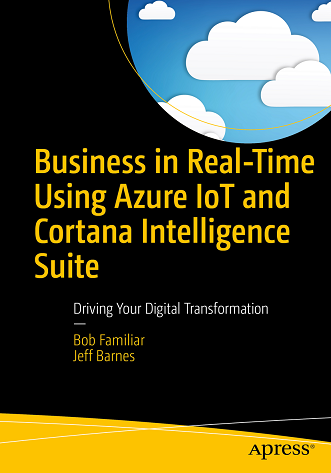 Business in Real-Time
Using Azure IoT and
Cortana Intelligence
Suite
Driving Your Digital Transformation
Bob Familiar
Jeff Barnes
Apress®